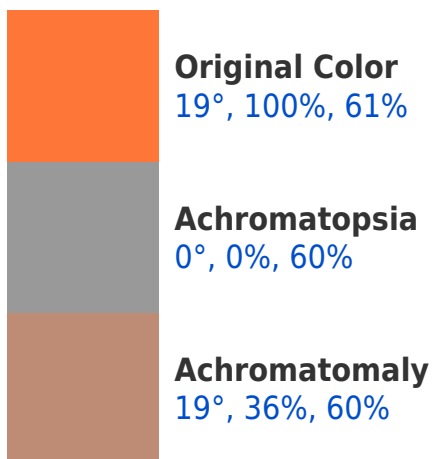 Original Color
19°, 100%, 61%
Achromatopsia
0°, 0%, 60%
Achromatomaly
19°, 36%, 60%